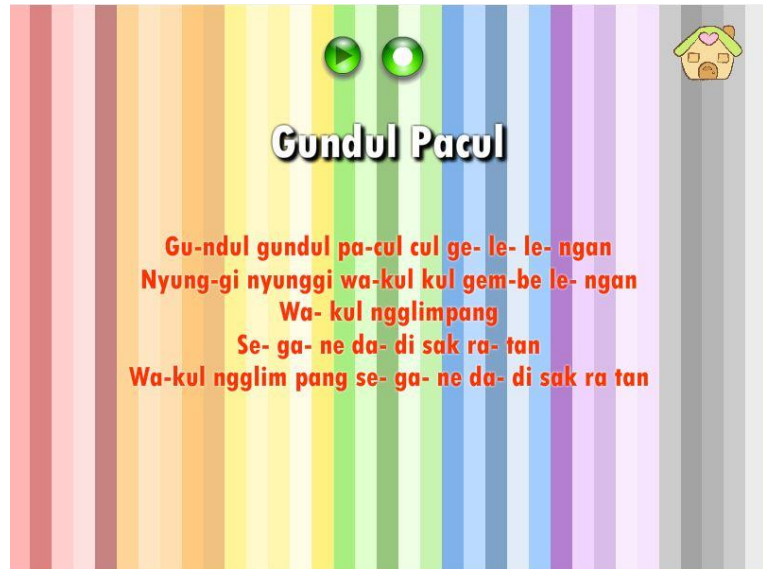 Gundul Pacul
Gu-ndul gundul pa-cul cul ge- le- le- ngan
Nyung-gi nyunggi wa-kul kul gem-be le- ngan
Wa- kul ngglimpang
Se- ga- ne da- di sak ra- tan
Wa-kul ngglim pang se- ga- ne da- di sak ra tan